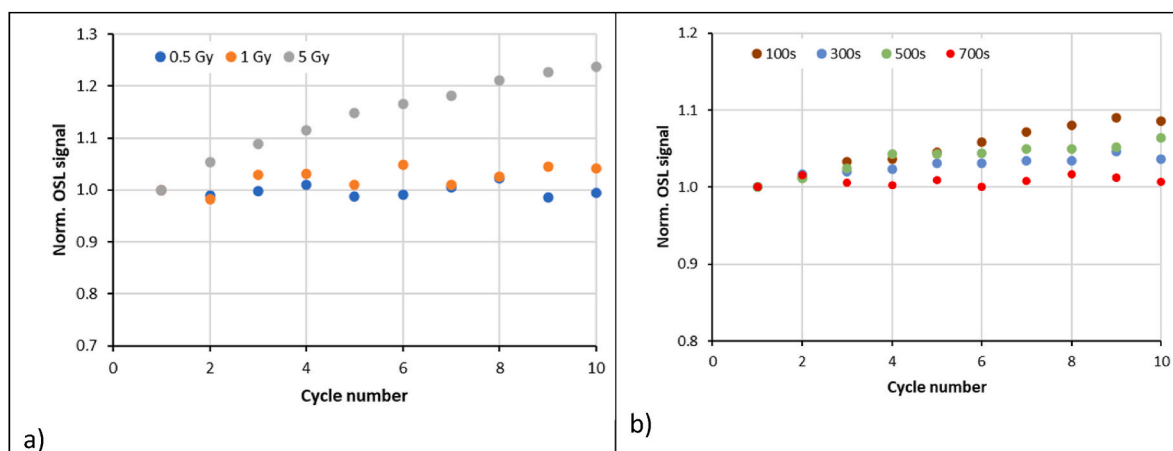 0.5 Gy 1 Gy 5 Gy
1.3
1.2
1.1
1.0
0.9
0.8
0.7
Norm. OSL signal
0 2 4 6 8 10
Cycle number
a)
100s 300s 500s 700s
1.2
1.1
1.0
0.9
0.8
Norm. OSL signal
0 2 4 6 8 10
Cycle number
b)